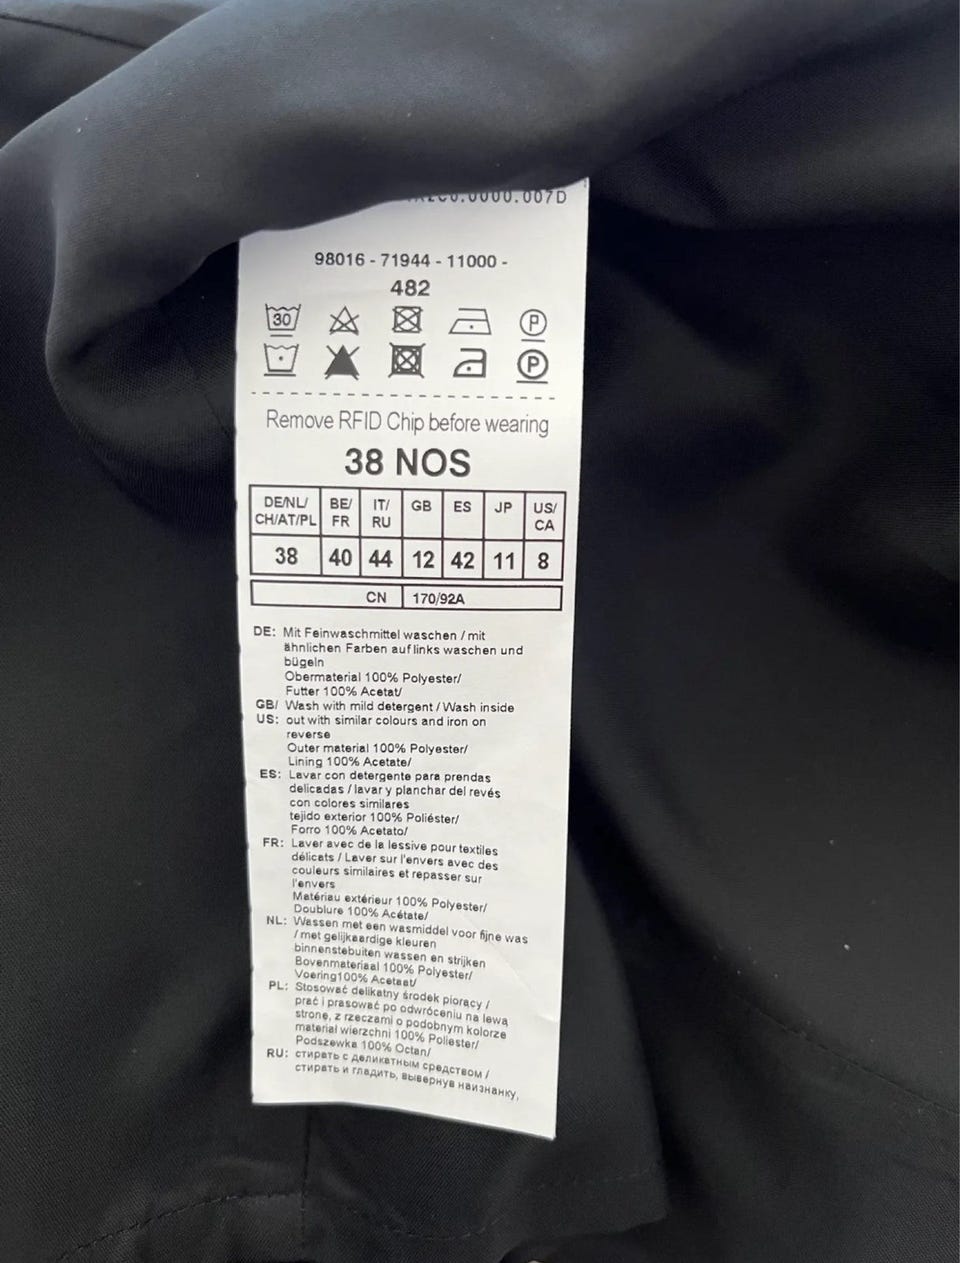 .0000.007D
98016 - 71944 - 11000 -
482
30 P
P
Remove RFID Chip before wearing
38 NOS
DE/NL/ CH/AT/PL BE/ FR IT/ RU GB ES JP US/ CA
38 40 44 12 42 11 8
CN 170/92A
DE: Mit Feinwaschmittel waschen / mit
ähnlichen Farben auf links waschen und
bügeln
Obermaterial 100% Polyester/
Futter 100% Acetat/
GB/ Wash with mild detergent / Wash inside
US: out with similar colours and iron on
reverse
Outer material 100% Polyester/
Lining 100% Acetate/
ES: Lavar con detergente para prendas
delicadas / lavar y planchar del revés
con colores similares
tejido exterior 100% Poliéster/
Forro 100% Acetato/
FR: Laver avec de la lessive pour textiles
délicats / Laver sur l'envers avec des
couleurs similaires et repasser sur
l'envers
Matériau extérieur 100% Polyester/
Doublure 100% Acétate/
NL: Wassen met een wasmiddel voor fijne was
/ met gelijkaardige kleuren
binnenstebuiten wassen en strijken
Bovenmateriaal 100% Polyester/
Voering100% Acetaat/
PL: Stosować delikatny środek piorący /
prać i prasować po odwróceniu na lewą
stronę, z rzeczami o podobnym kolorze
materiał wierzchni 100% Poliester/
Podszewka 100% Octan/
RU: стирать с деликатным средством /
стирать и гладить, вывернув наизнанку,